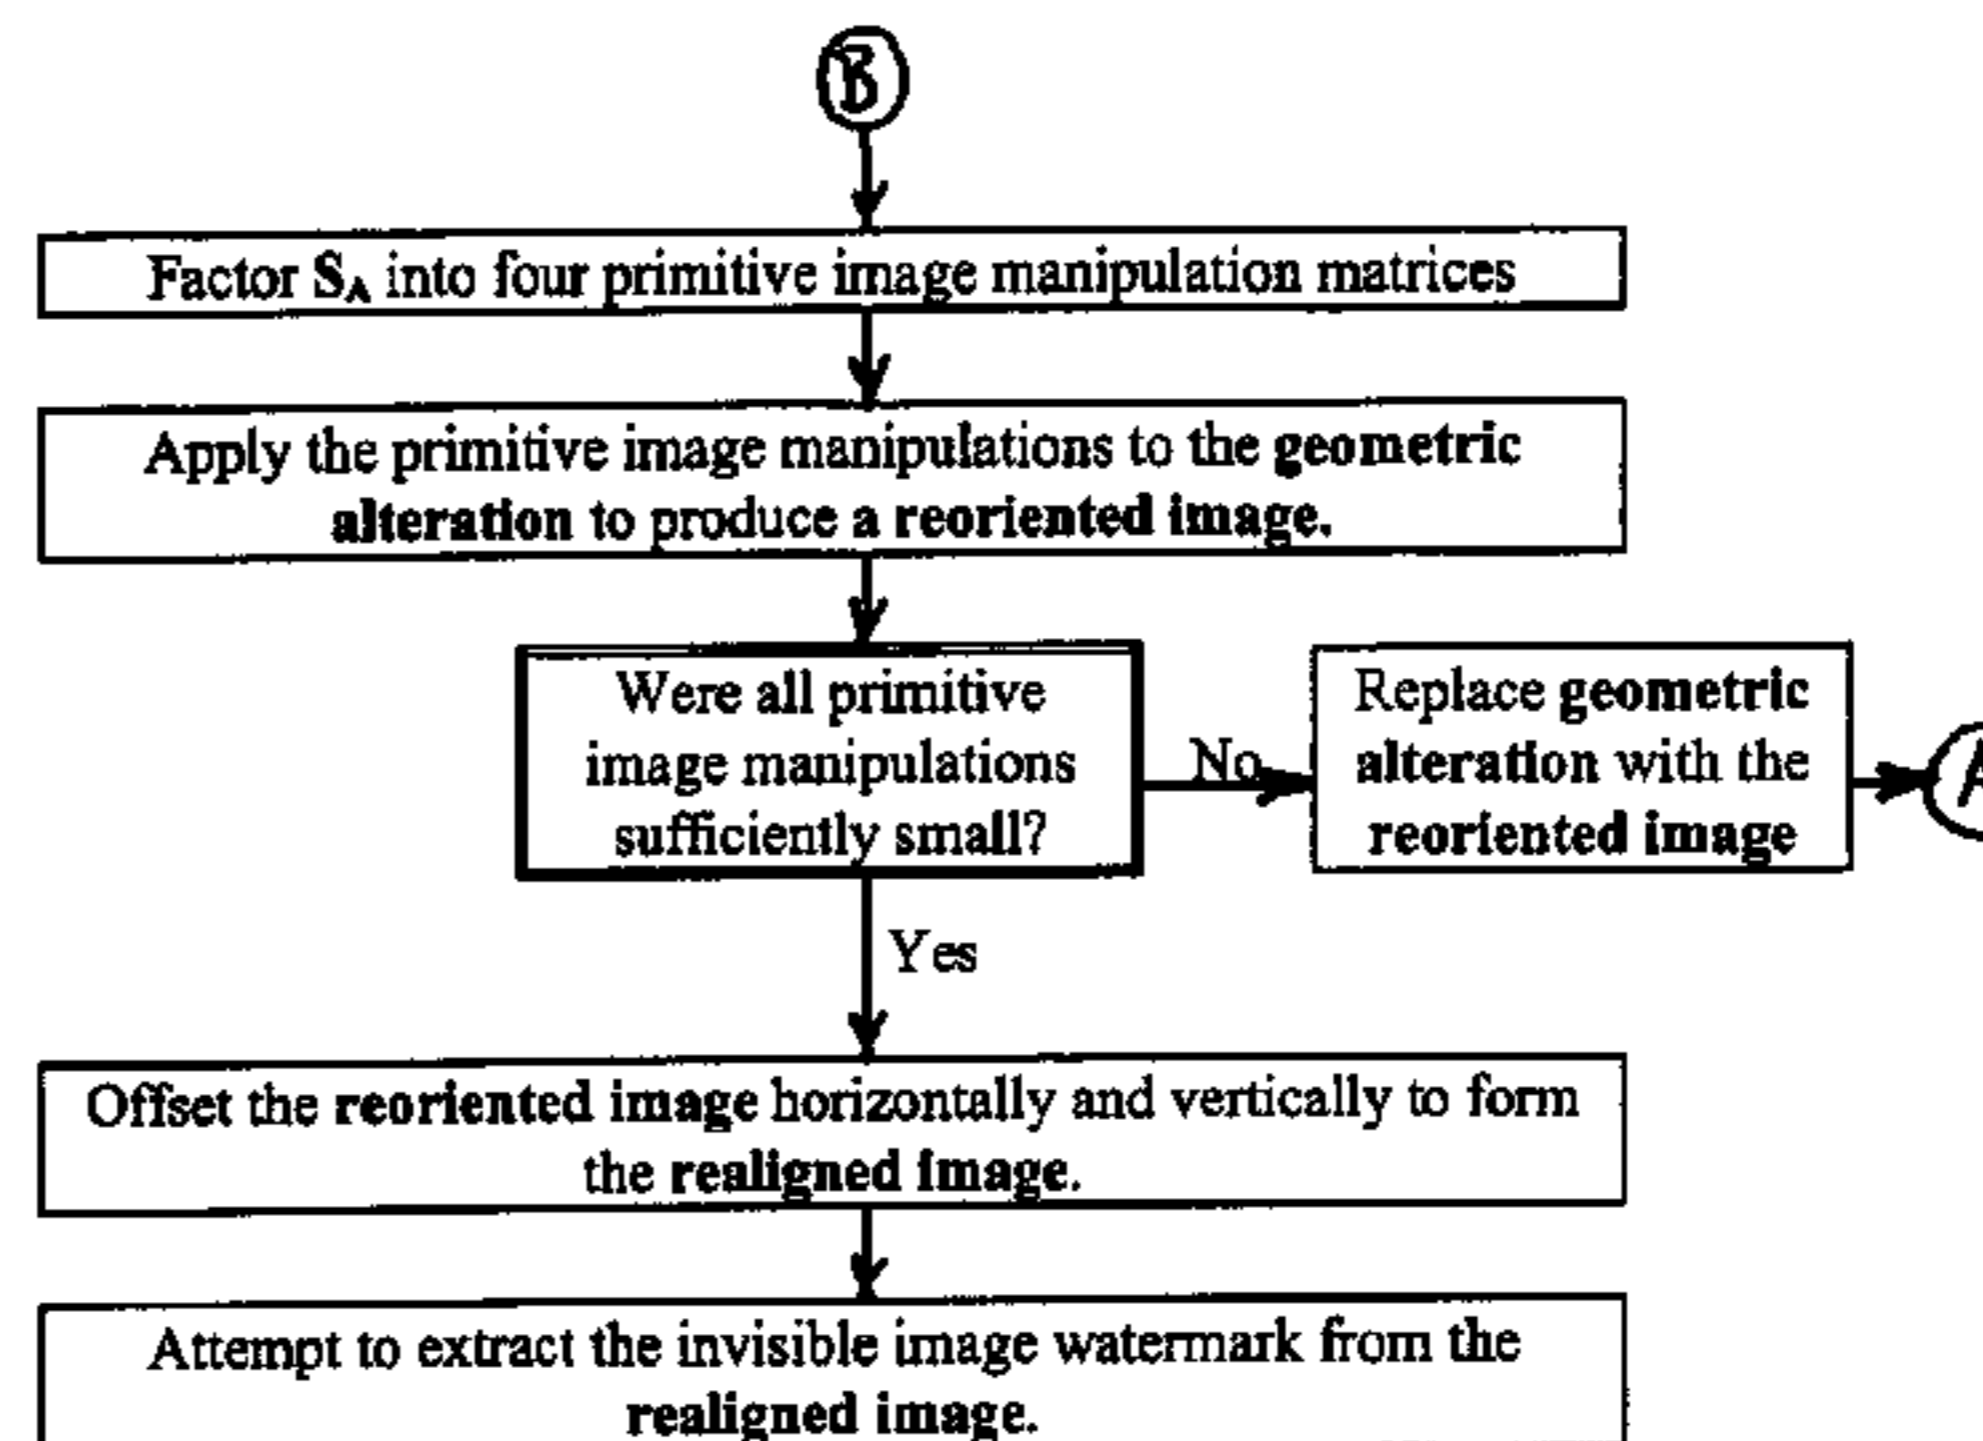 B
Factor SA into four primitive image manipulation matrices
Apply the primitive image manipulations to the geometric
alteration to produce a reoriented image.
Were all primitive
image manipulations
sufficiently small?
No
Replace geometric
alteration with the
reoriented image
A
Yes
Offset the reoriented image horizontally and vertically to form
the realigned image.
Attempt to extract the invisible image watermark from the
realigned image.